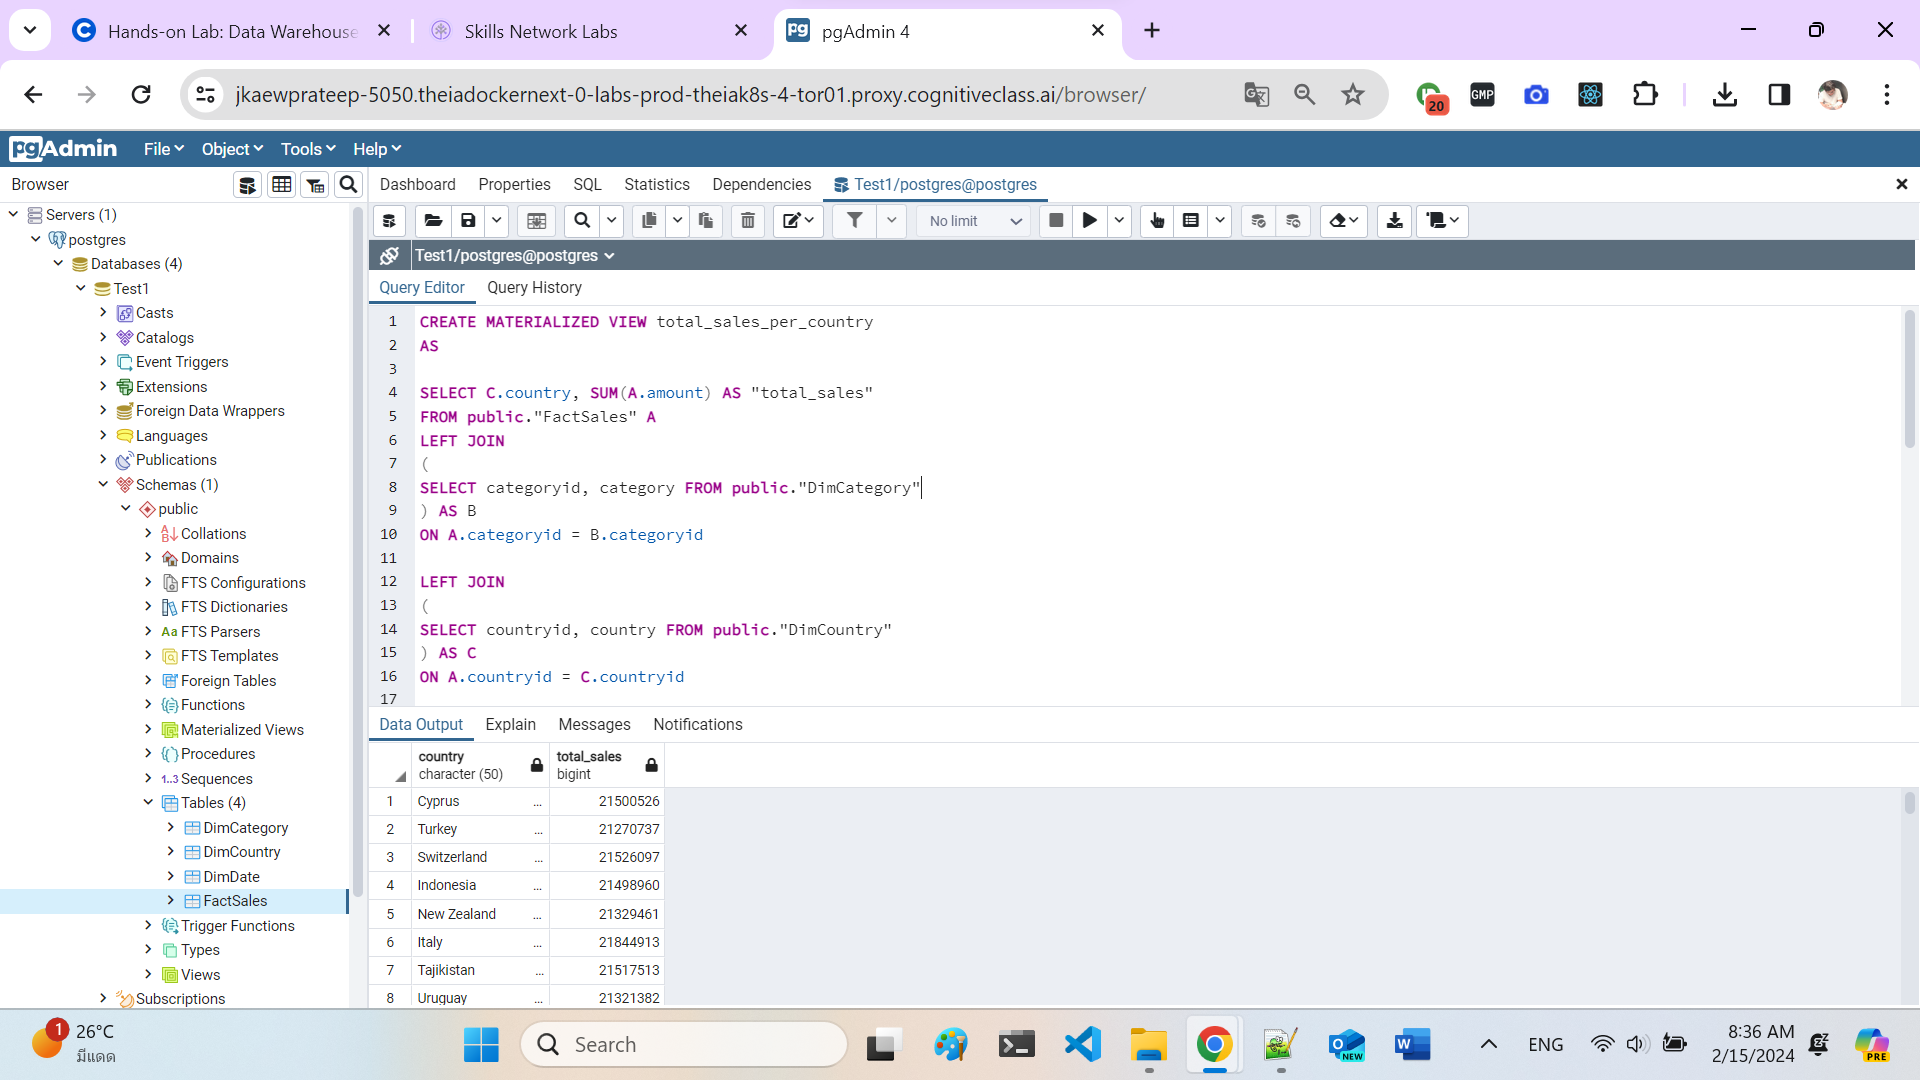 Hands-on Lab: Data Warehouse
Skills Network Labs
pgAdmin 4
jkaewprateep-5050.theiadockernext-0-labs-prod-theiak8s-4-tor01.proxy.cognitiveclass.ai/browser/
20
GMP
pgAdmin
File
Object
Tools
Help
Browser
Dashboard
Properties
SQL
Statistics
Dependencies
Test1/postgres@postgres
Servers (1)
postgres
Databases (4)
Test1
Casts
Catalogs
Event Triggers
Extensions
Foreign Data Wrappers
Languages
Publications
Schemas (1)
public
Collations
Domains
FTS Configurations
FTS Dictionaries
Aa FTS Parsers
FTS Templates
Foreign Tables
Functions
Materialized Views
Procedures
1..3 Sequences
Tables (4)
DimCategory
DimCountry
DimDate
FactSales
Trigger Functions
Types
Views
Subscriptions
No limit
Test1/postgres@postgres
Query Editor
Query History
1 CREATE MATERIALIZED VIEW total_sales_per_country
2 AS
3
4 SELECT C.country, SUM(A.amount) AS "total_sales"
5 FROM public."FactSales" A
6 LEFT JOIN
7 (
8 SELECT categoryid, category FROM public."DimCategory"
9 ) AS B
10 ON A.categoryid = B.categoryid
11
12 LEFT JOIN
13 (
14 SELECT countryid, country FROM public."DimCountry"
15 ) AS C
16 ON A.countryid = C.countryid
17
Data Output
Explain
Messages
Notifications
country total_sales
character (50) bigint
1 Cyprus ... 21500526
2 Turkey ... 21270737
3 Switzerland ... 21526097
4 Indonesia ... 21498960
5 New Zealand ... 21329461
6 Italy ... 21844913
7 Tajikistan ... 21517513
8 Uruguay ... 21321382
1
26°C
มีแดด
Search
NEW
W
ENG
8:36 AM
2/15/2024
PRE